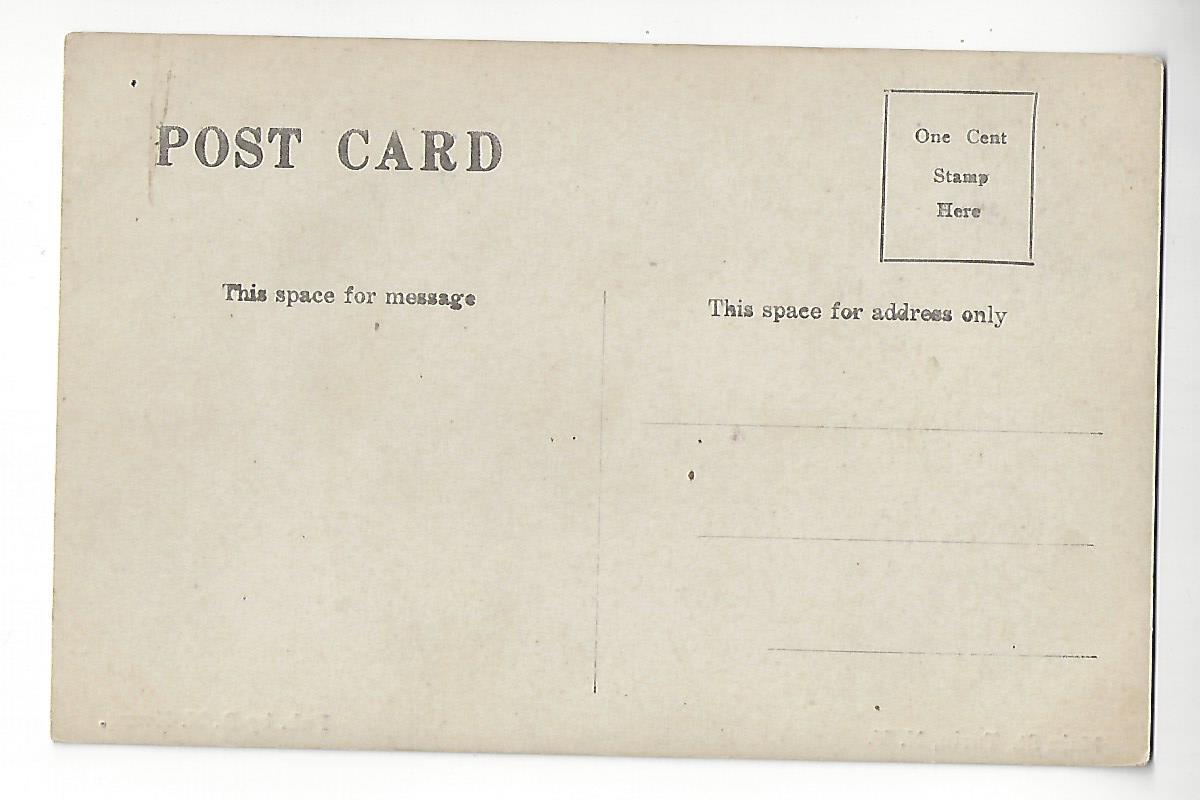 POST CARD
One Cent
Stamp
Here
This space for message
This space for address only